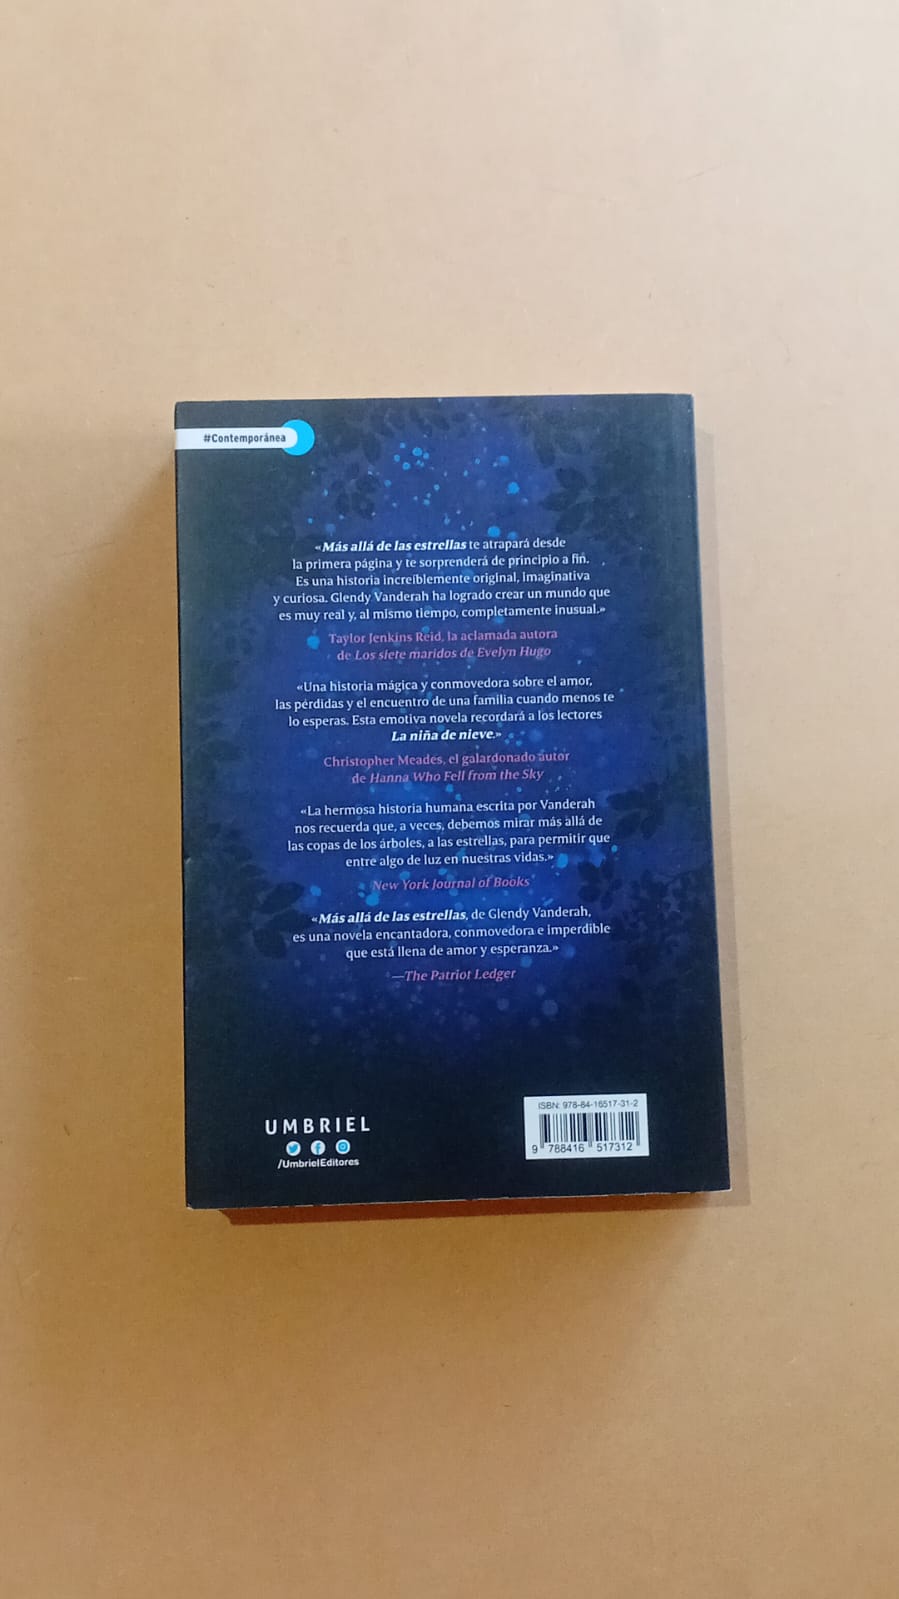 #Contemporánea
«Más allá de las estrellas te atrapará desde
la primera página y te sorprenderá de principio a fin.
Es una historia increíblemente original, imaginativa
y curiosa. Glendy Vanderah ha logrado crear un mundo que
es muy real y, al mismo tiempo, completamente inusual.»
Taylor Jenkins Reid, la aclamada autora
de Los siete maridos de Evelyn Hugo
«Una historia mágica y conmovedora sobre el amor,
las pérdidas y el encuentro de una familia cuando menos te
lo esperas. Esta emotiva novela recordará a los lectores
La niña de nieve.»
Christopher Meades, el galardonado autor
de Hanna Who Fell from the Sky
«La hermosa historia humana escrita por Vanderah
nos recuerda que, a veces, debemos mirar más allá de
las copas de los árboles, a las estrellas, para permitir que
entre algo de luz en nuestras vidas.»
New York Journal of Books
«Más allá de las estrellas, de Glendy Vanderah,
es una novela encantadora, conmovedora e imperdible
que está llena de amor y esperanza.»
—The Patriot Ledger
UMBRIEL
/UmbrielEditores
ISBN: 978-84-16517-31-2
9 788416 517312